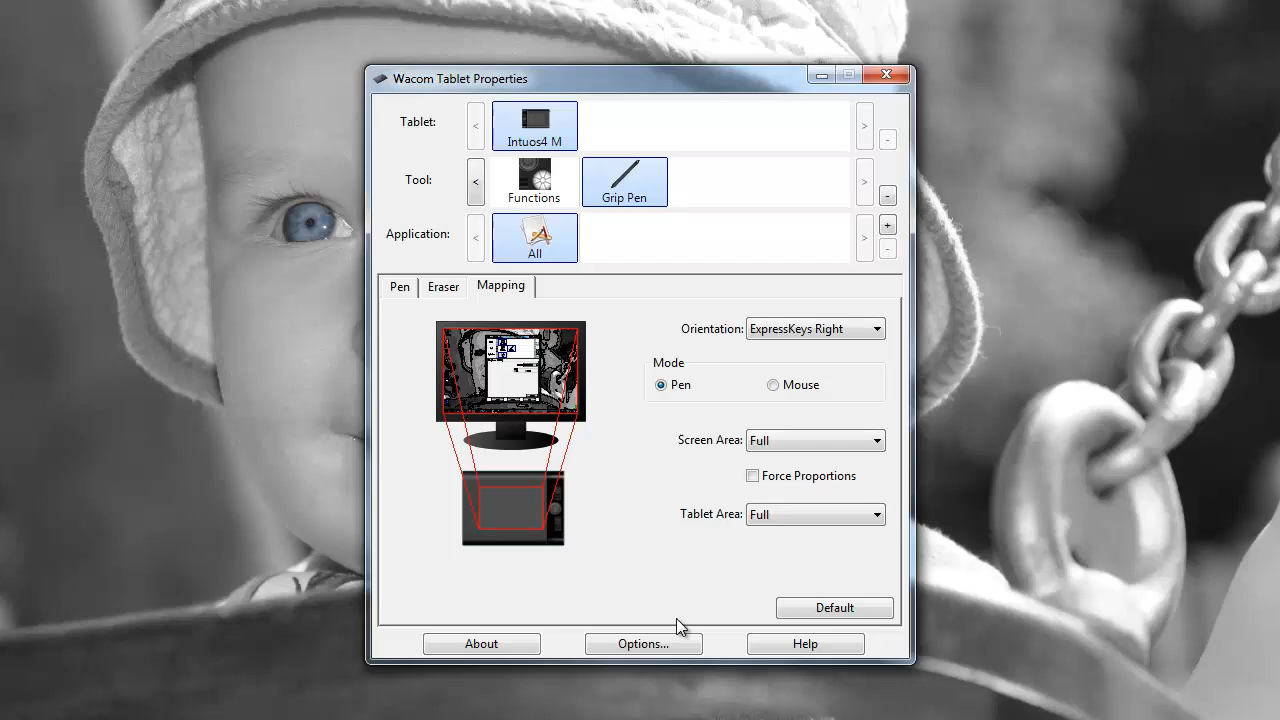 Wacom Tablet Properties
Tablet:
<
Intuos4 M
>
-
Tool:
<
Functions
Grip Pen
>
-
Application:
<
All
>
+
-
Pen
Eraser
Mapping
Orientation:
ExpressKeys Right
Mode
Pen
Mouse
Screen Area:
Full
Force Proportions
Tablet Area:
Full
Default
About
Options...
Help